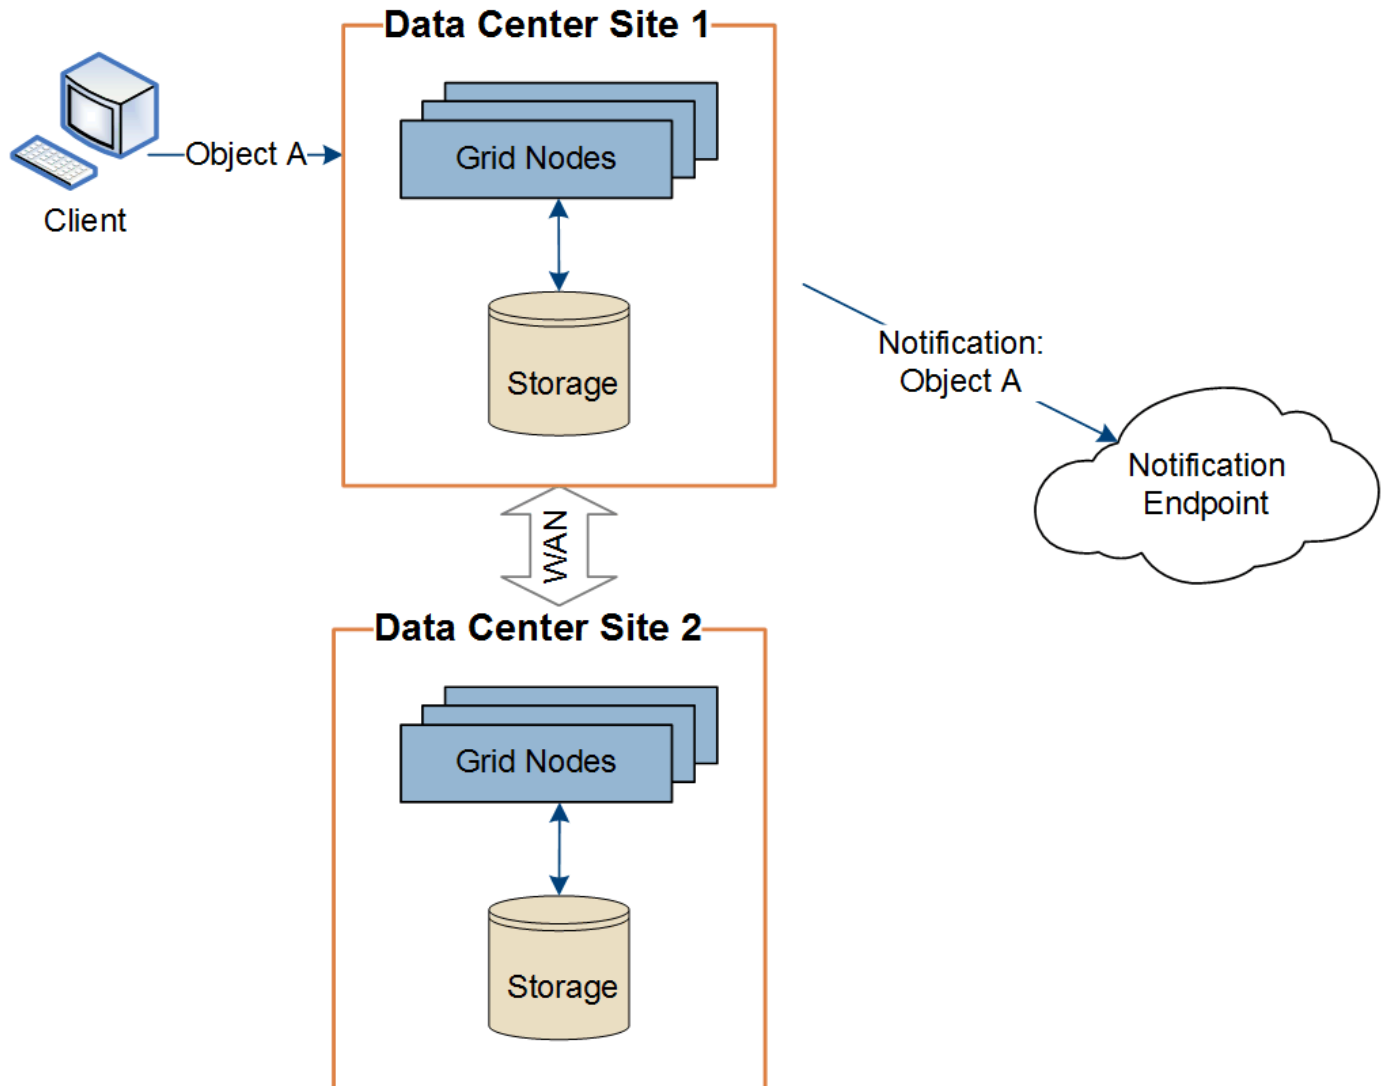 Data Center Site 1
Grid Nodes
Object A
Client
Storage
Notification:
Object A
Notification
Endpoint
WAN
Data Center Site 2
Grid Nodes
Storage